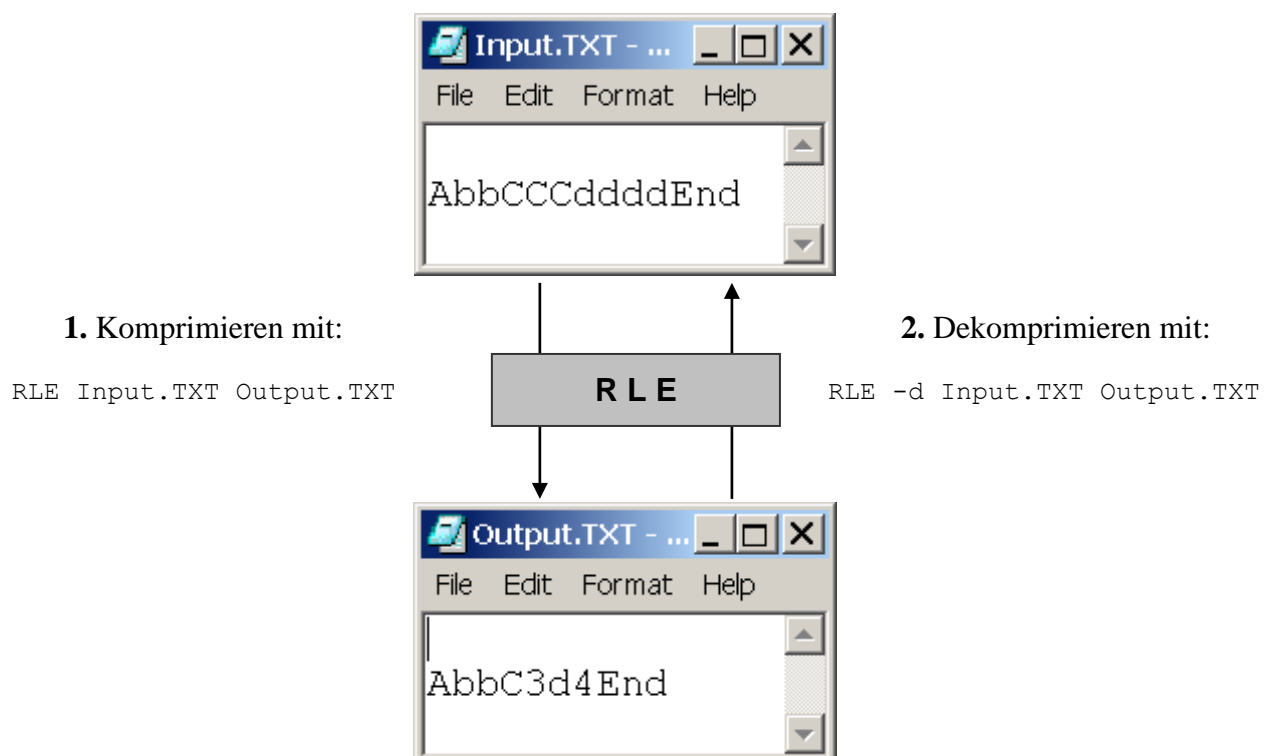 Input.TXT - ...
File Edit Format Help
AbbCCCddddEnd
1. Komprimieren mit:
RLE Input.TXT Output.TXT
R L E
2. Dekomprimieren mit:
RLE -d Input.TXT Output.TXT
Output.TXT - ...
File Edit Format Help
AbbC3d4End